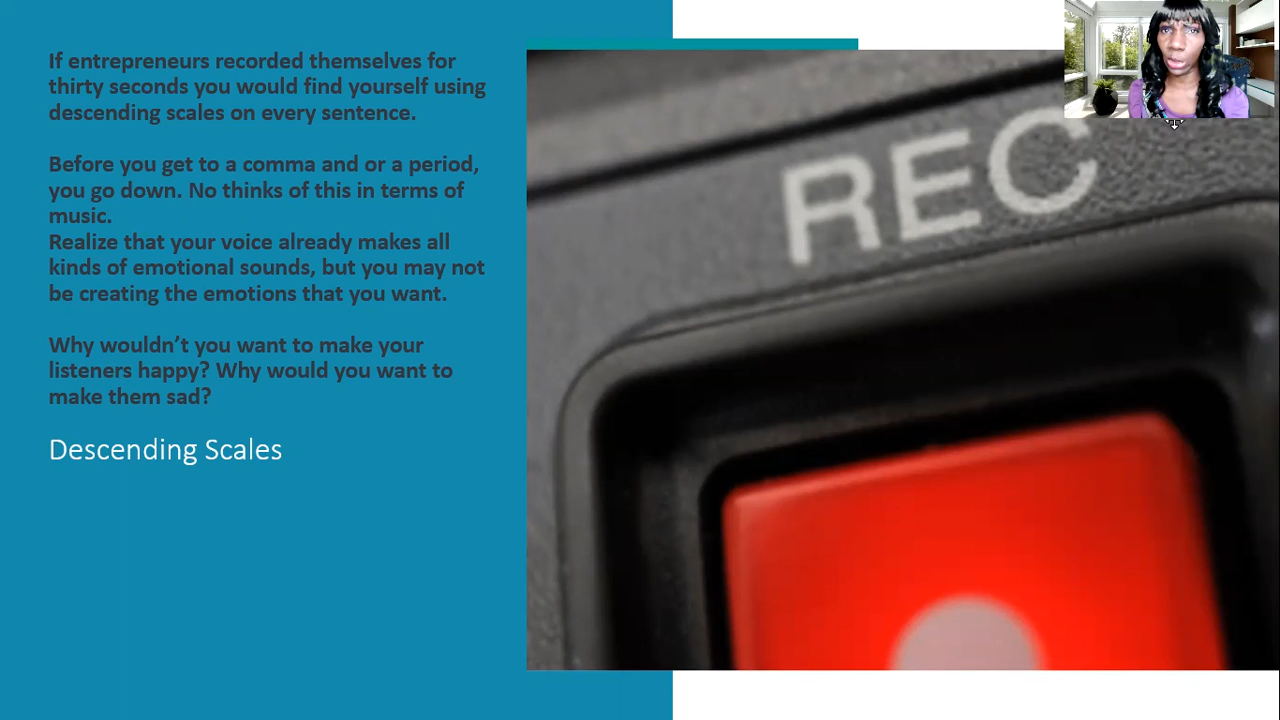 If entrepreneurs recorded themselves for
thirty seconds you would find yourself using
descending scales on every sentence.
Before you get to a comma and or a period,
you go down. No thinks of this in terms of
music.
Realize that your voice already makes all
kinds of emotional sounds, but you may not
be creating the emotions that you want.
Why wouldn’t you want to make your
listeners happy? Why would you want to
make them sad?
Descending Scales
REC